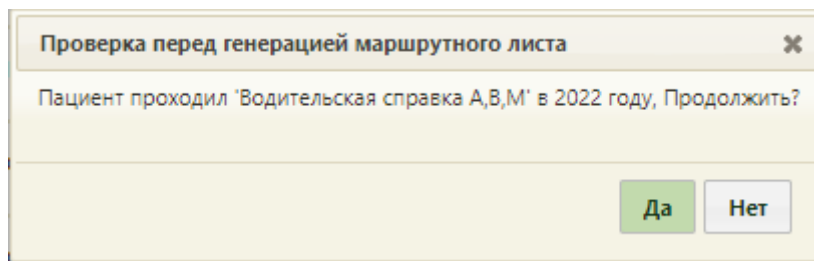 Проверка перед генерацией маршрутного листа
Пациент проходил 'Водительская справка А,В,М' в 2022 году, Продолжить?
Да
Нет